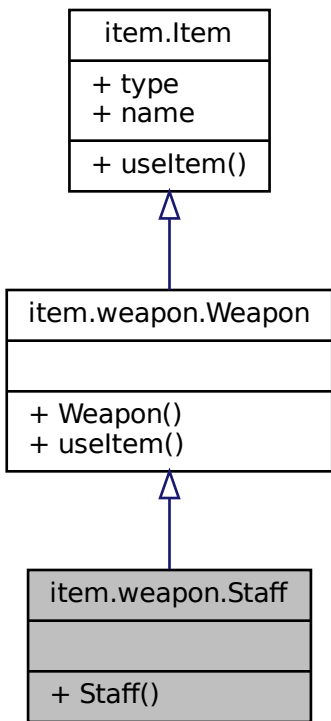 item.Item
+ type
+ name
+ useItem()
item.weapon.Weapon
+ Weapon()
+ useItem()
item.weapon.Staff
+ Staff()